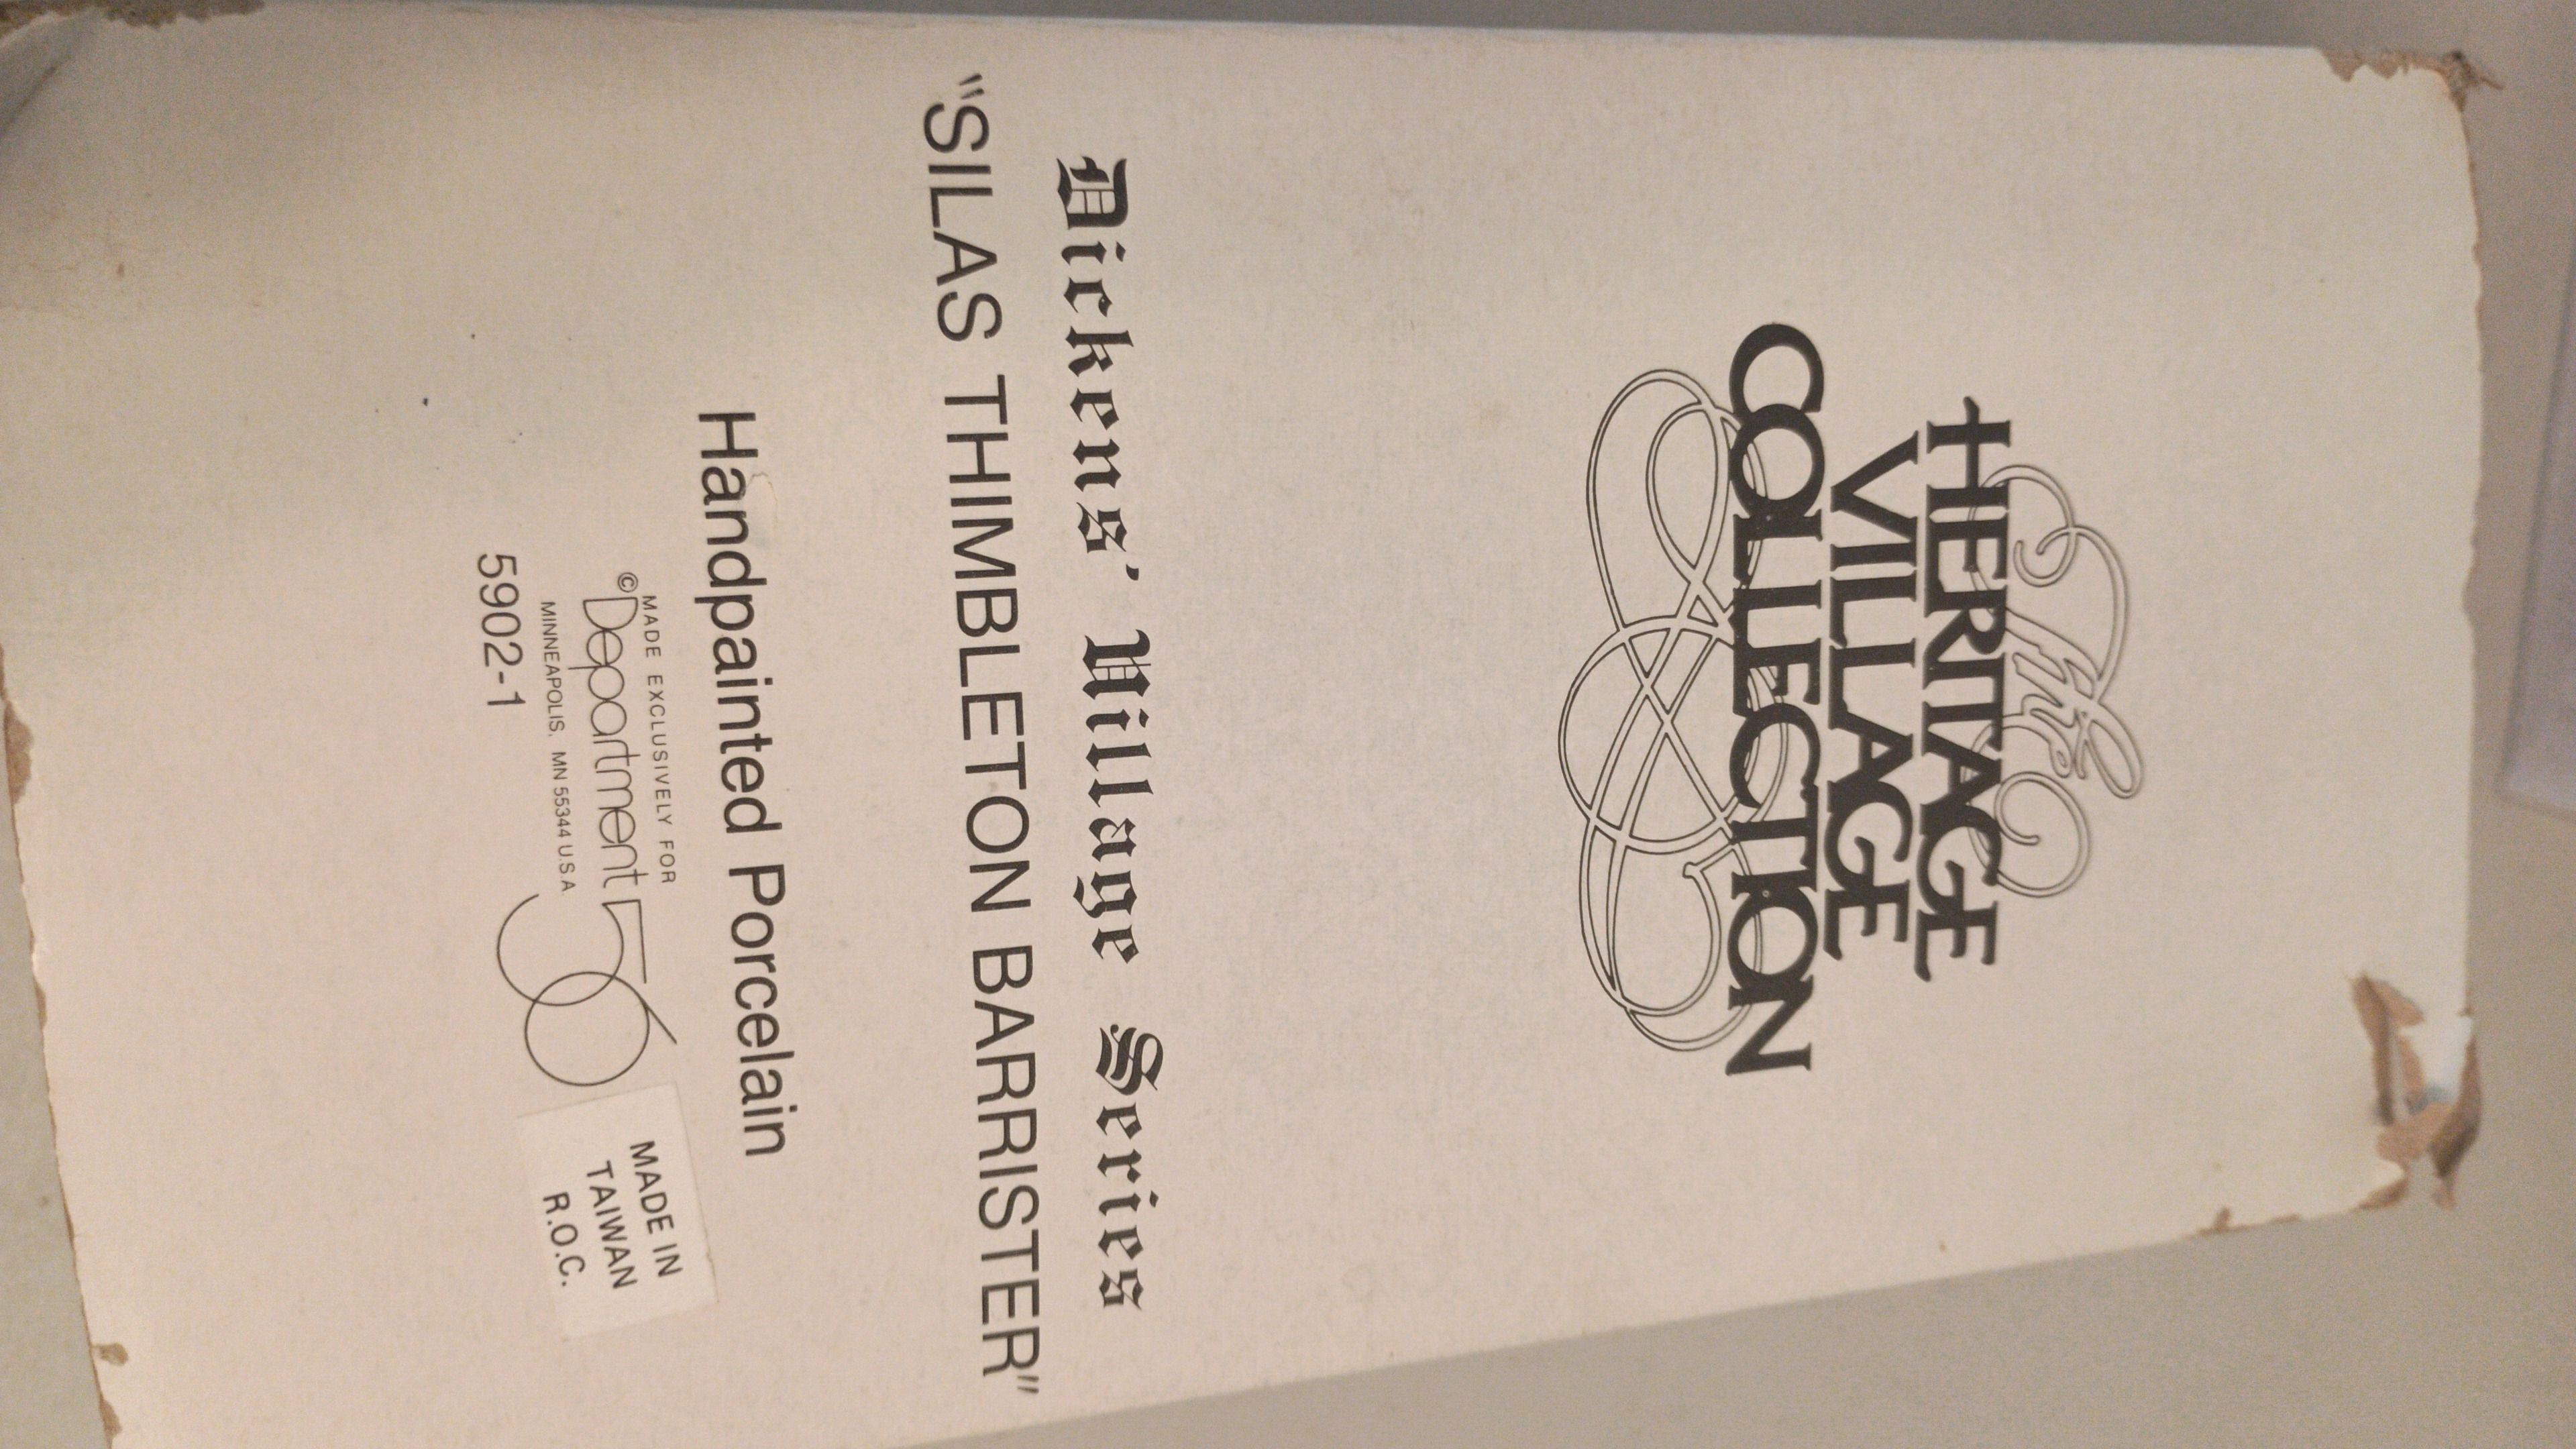 The
HERITAGE
VILLAGE
COLLECTION
Dickens' Village Series
"SILAS THIMBLETON BARRISTER"
Handpainted Porcelain
MADE EXCLUSIVELY FOR
©Department 56
MINNEAPOLIS, MN 55344 U.S.A
5902-1
MADE IN
TAIWAN
R.O.C.